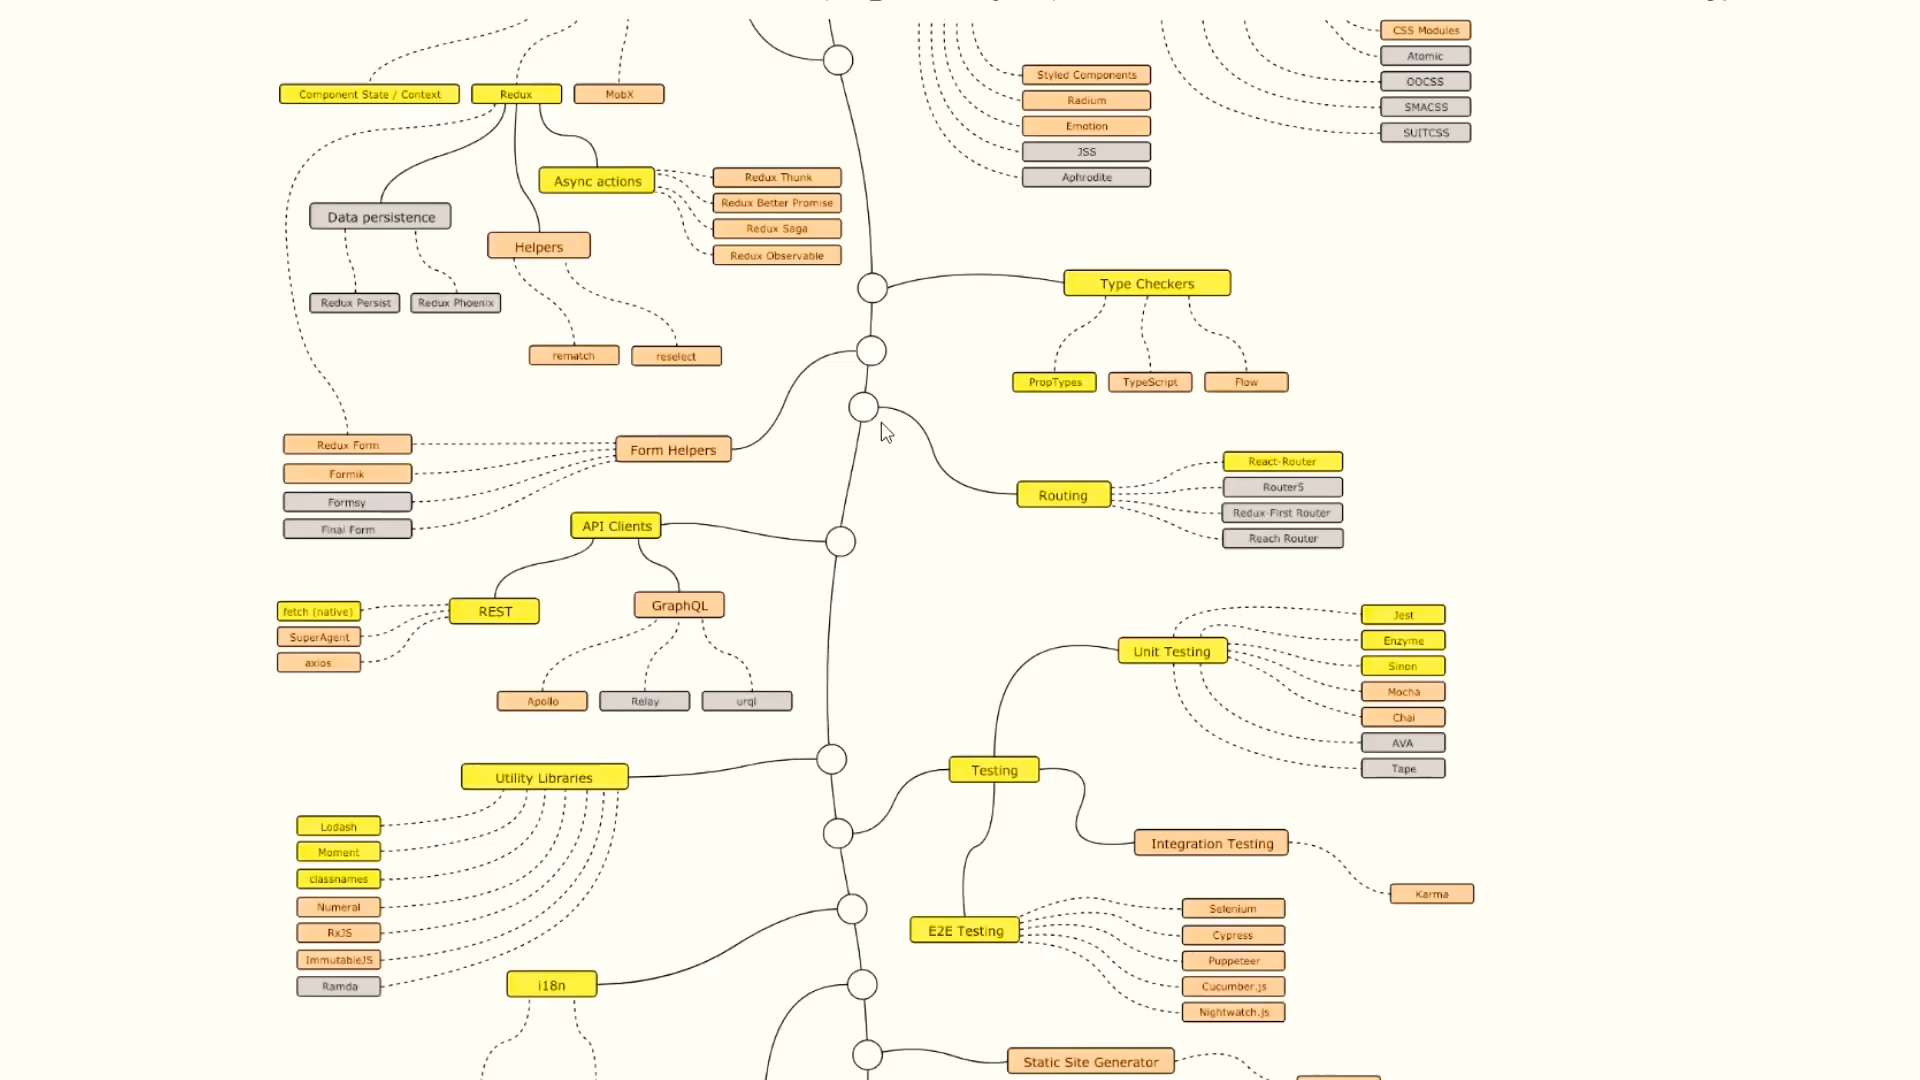 CSS Modules
Atomic
OOCSS
SMACSS
SUITCSS
Styled Components
Radium
Emotion
JSS
Aphrodite
Component State / Context
Redux
MobX
Async actions
Redux Thunk
Redux Better Promise
Redux Saga
Redux Observable
Data persistence
Helpers
Redux Persist
Redux Phoenix
rematch
reselect
Type Checkers
PropTypes
TypeScript
Flow
Redux Form
Formik
Formsy
Final Form
Form Helpers
Routing
React-Router
Router5
Redux-First Router
Reach Router
API Clients
REST
GraphQL
fetch (native)
SuperAgent
axios
Apollo
Relay
urql
Unit Testing
Jest
Enzyme
Sinon
Mocha
Chai
AVA
Tape
Utility Libraries
Lodash
Moment
classnames
Numeral
RxJS
ImmutableJS
Ramda
Testing
Integration Testing
Karma
E2E Testing
Selenium
Cypress
Puppeteer
Cucumber.js
Nightwatch.js
i18n
Static Site Generator